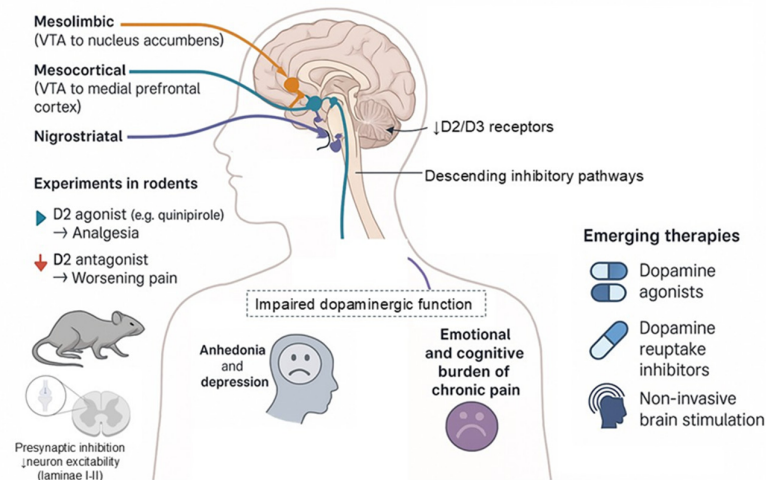 Mesolimbic
(VTA to nucleus accumbens)
Mesocortical
(VTA to medial prefrontal
cortex)
Nigrostriatal
↓D2/D3 receptors
Descending inhibitory pathways
Experiments in rodents
D2 agonist (e.g. quinipirole)
→ Analgesia
D2 antagonist
→ Worsening pain
Presynaptic inhibition
↓neuron excitability
(laminae I-II)
Impaired dopaminergic function
Anhedonia
and
depression
Emotional
and cognitive
burden of
chronic pain
Emerging therapies
Dopamine
agonists
Dopamine
reuptake
inhibitors
Non-invasive
brain stimulation